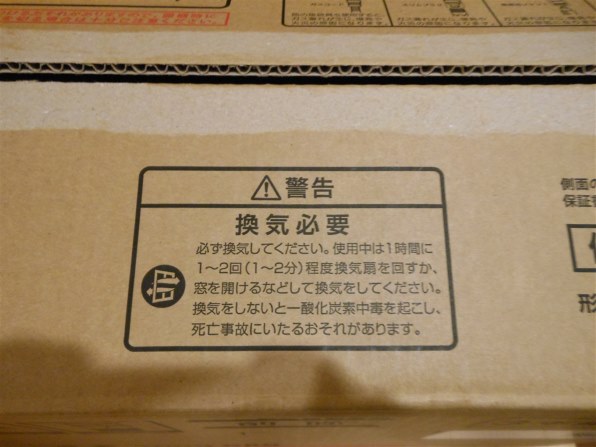 警告
換気必要
必ず換気してください。使用中は1時間に
1〜2回(1〜2分)程度換気扇を回すか、
窓を開けるなどして換気をしてください。
換気をしないと一酸化炭素中毒を起こし、
死亡事故にいたるおそれがあります。
側面の
保証
形